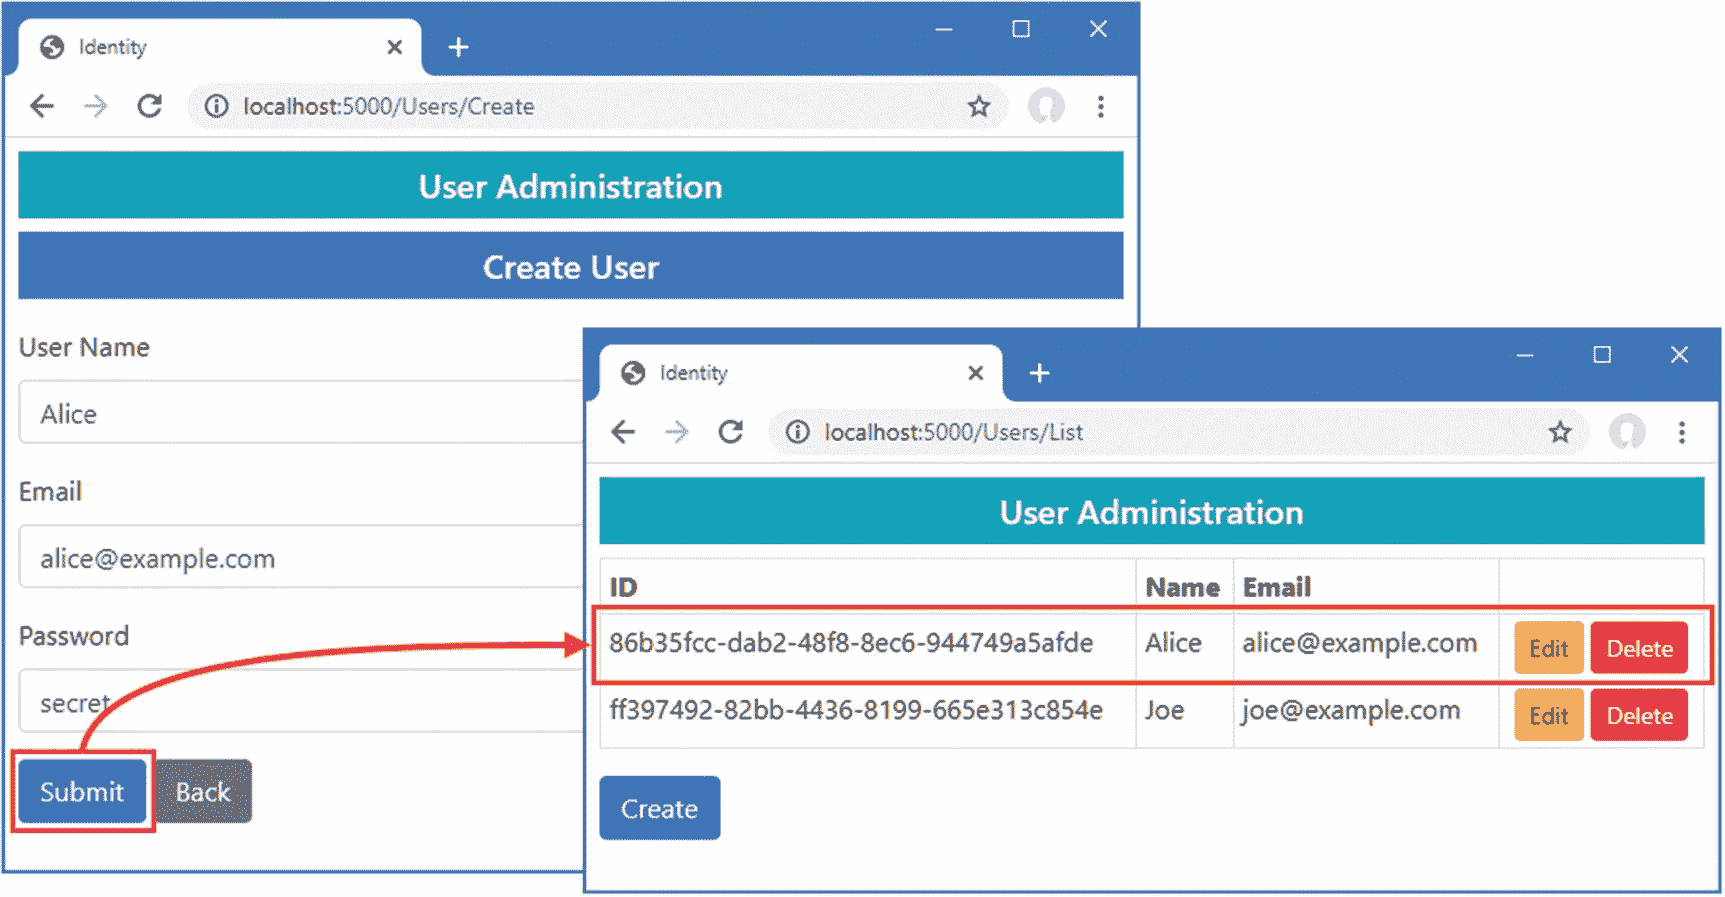 Identity
localhost:5000/Users/Create
User Administration
Create User
User Name
Alice
Email
alice@example.com
Password
secret
Submit Back
Identity
localhost:5000/Users/List
User Administration
ID Name Email
86b35fcc-dab2-48f8-8ec6-944749a5afde Alice alice@example.com Edit Delete
ff397492-82bb-4436-8199-665e313c854e Joe joe@example.com Edit Delete
Create